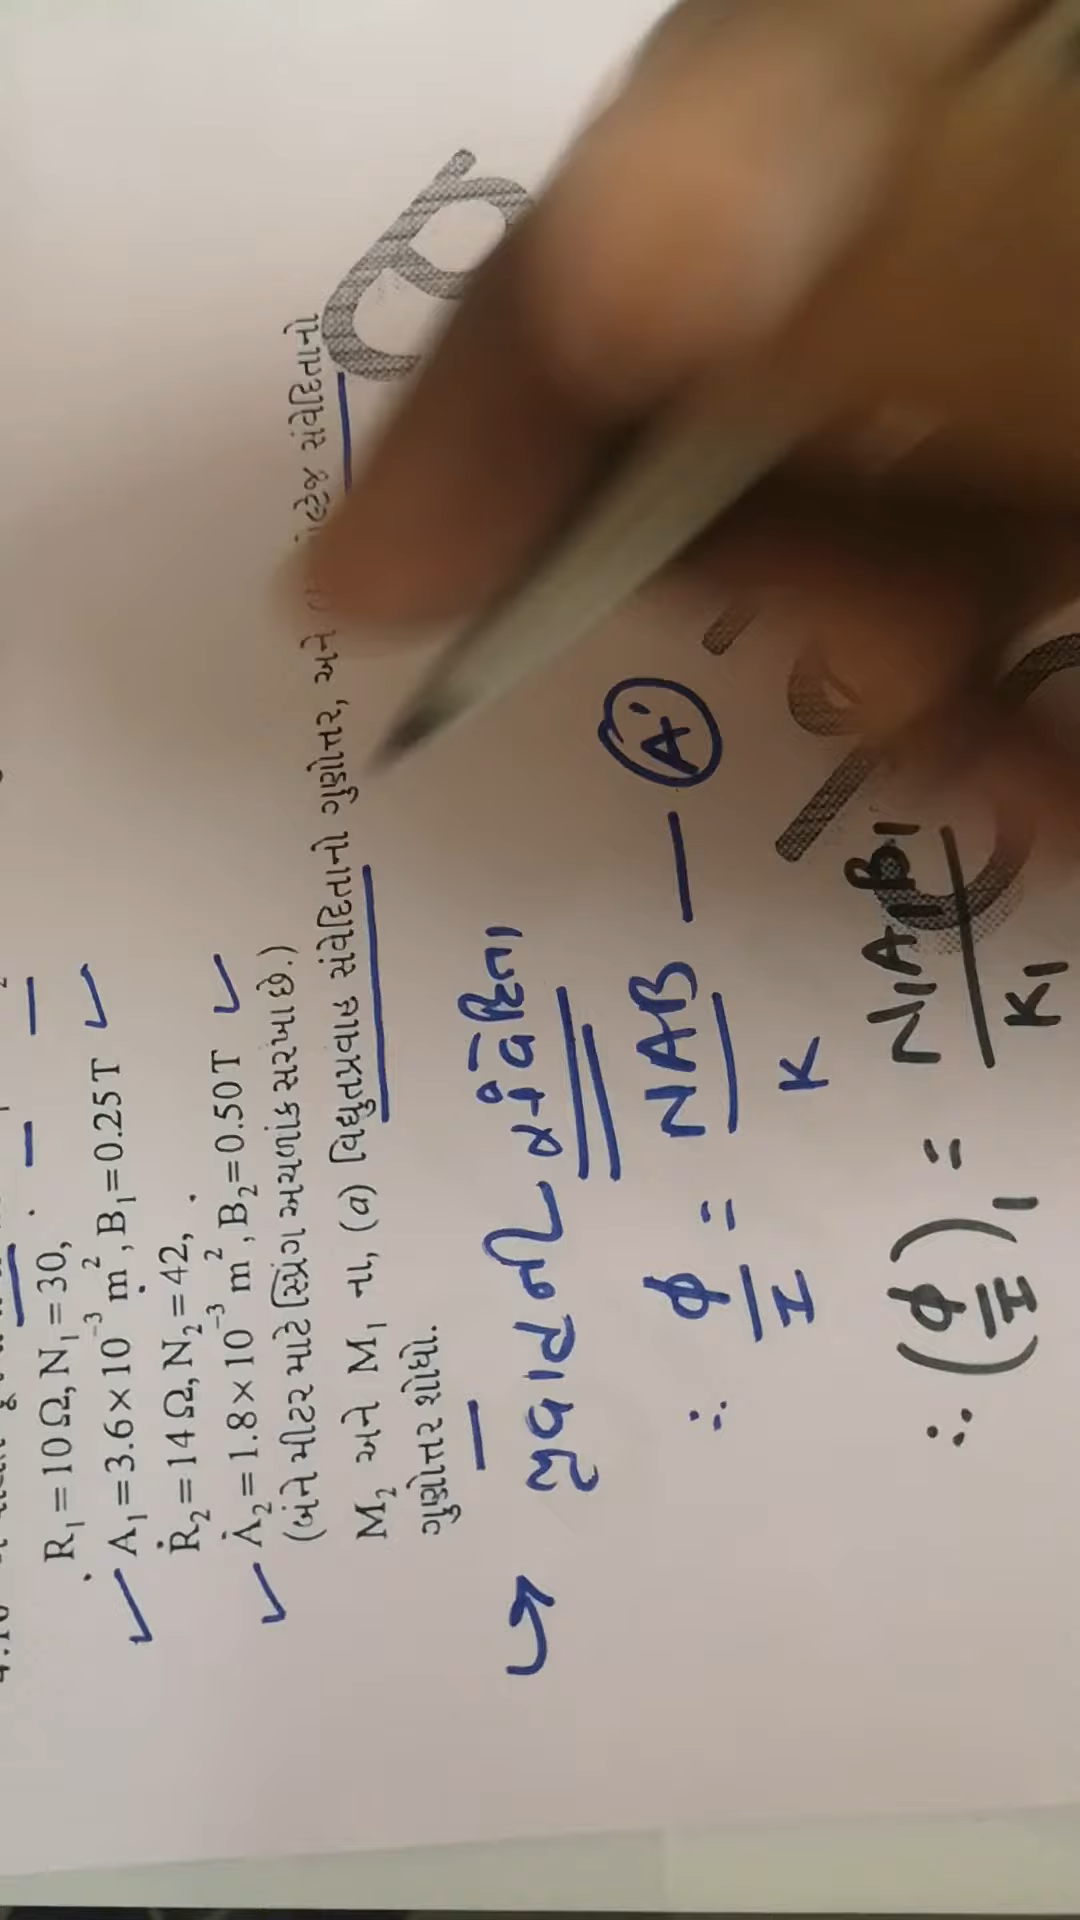 R₁ = 10 Ω, N₁ = 30,
A₁ = 3.6 × 10⁻³ m², B₁ = 0.25 T
R₂ = 14 Ω, N₂ = 42,
A₂ = 1.8 × 10⁻³ m², B₂ = 0.50 T
(બંને મીટર માટે સ્પ્રિંગ અચળાંક સરખા છે.)
M₂ અને M₁ ના, (a) વિદ્યુતપ્રવાહ સંવેદિતાનો ગુણોત્તર, અને સંવેદિતાનો
ગુણોત્તર શોધો.
∴ ϕ/I = NAB/K — A'
∴ (ϕ/I)₁ = N₁A₁B₁/K₁